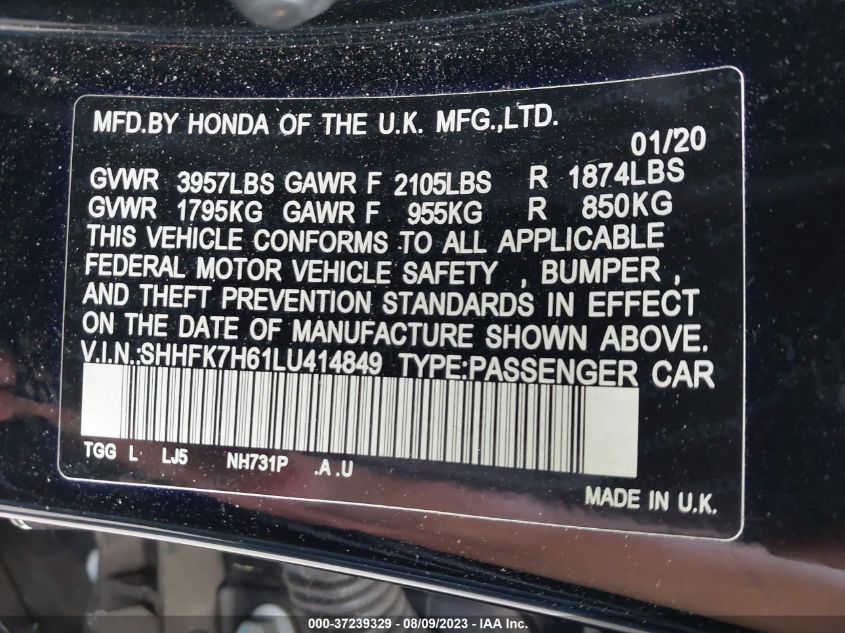 MFD.BY HONDA OF THE U.K. MFG.,LTD.
01/20
GVWR 3957LBS GAWR F 2105LBS R 1874LBS
GVWR 1795KG GAWR F 955KG R 850KG
THIS VEHICLE CONFORMS TO ALL APPLICABLE
FEDERAL MOTOR VEHICLE SAFETY , BUMPER ,
AND THEFT PREVENTION STANDARDS IN EFFECT
ON THE DATE OF MANUFACTURE SHOWN ABOVE.
V.I.N.:SHHFK7H61LU414849 TYPE:PASSENGER CAR
TGG L LJ5 NH731P .A .U
MADE IN U.K.
000-37239329 - 08/09/2023 - IAA Inc.